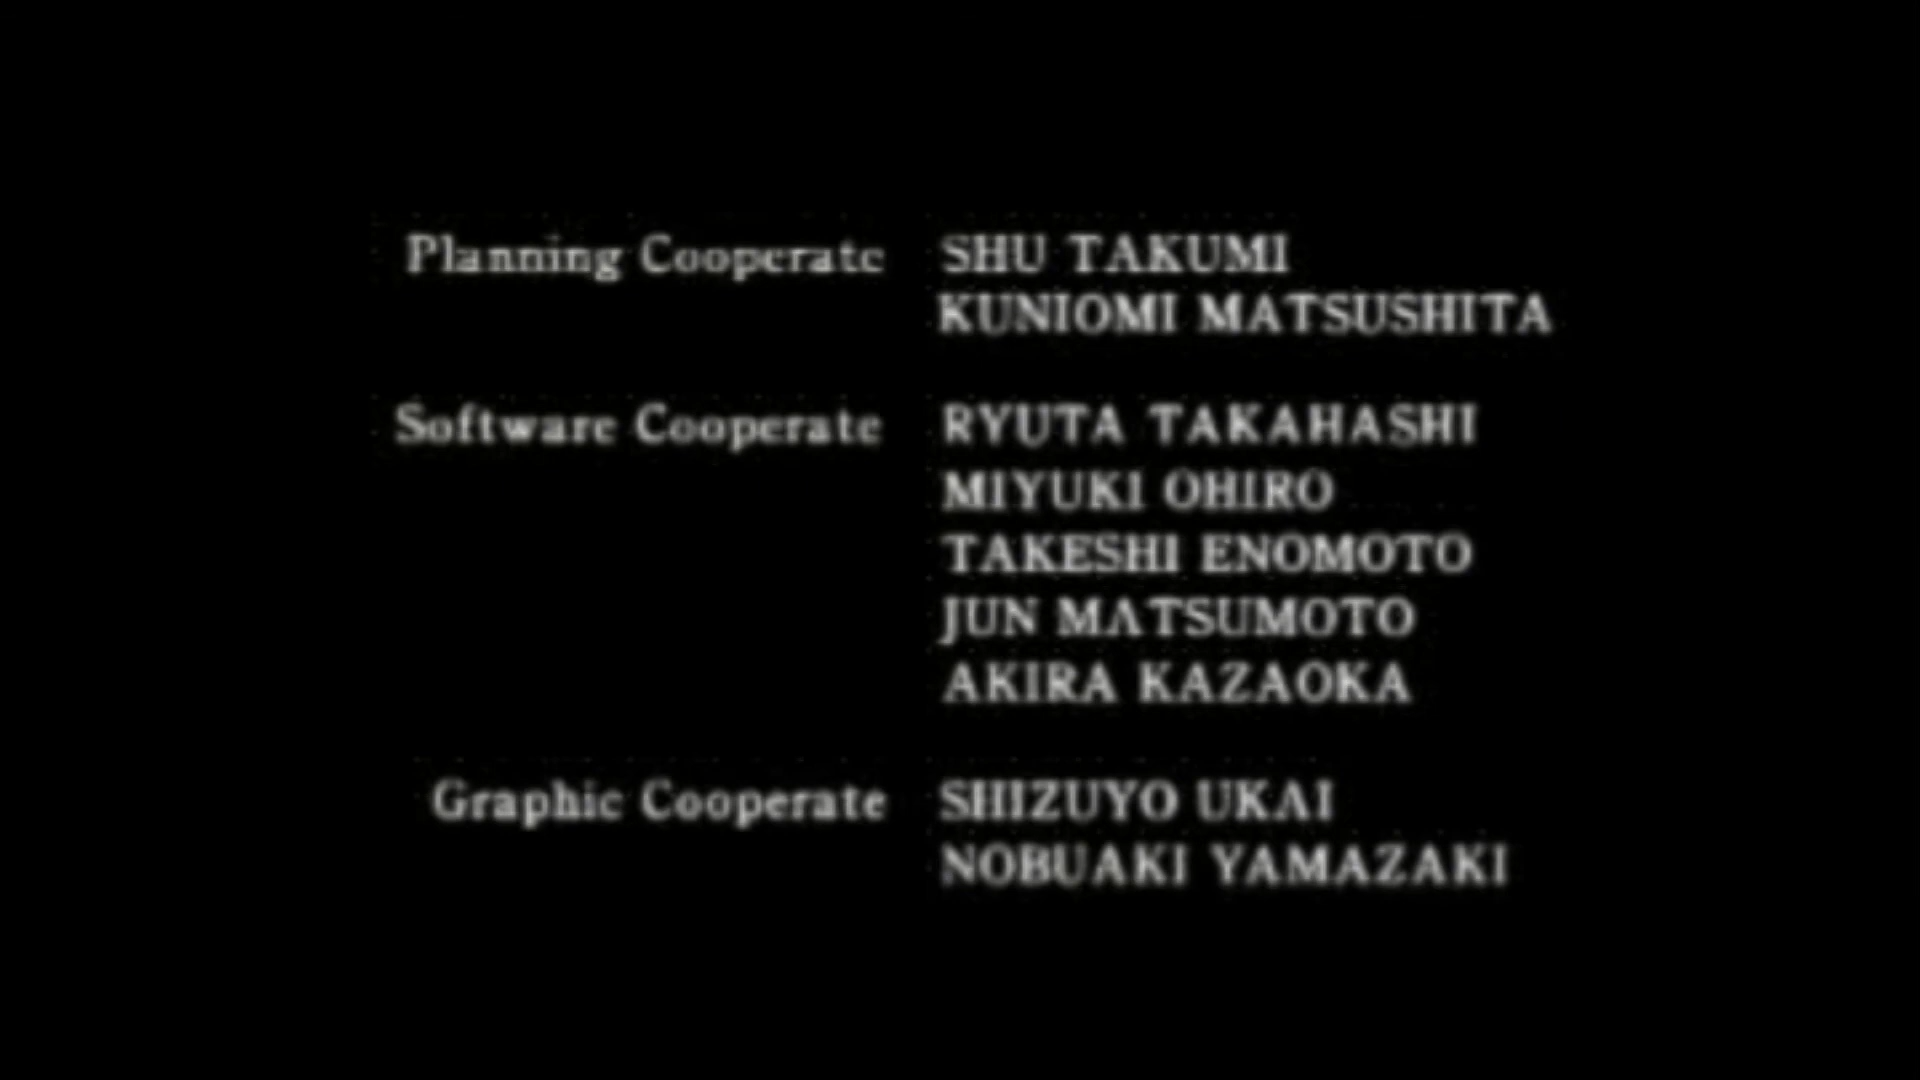 Planning Cooperate SHU TAKUMI
KUNIOMI MATSUSHITA
Software Cooperate RYUTA TAKAHASHI
MIYUKI OHIRO
TAKESHI ENOMOTO
JUN MATSUMOTO
AKIRA KAZAOKA
Graphic Cooperate SHIZUYO UKAI
NOBUAKI YAMAZAKI